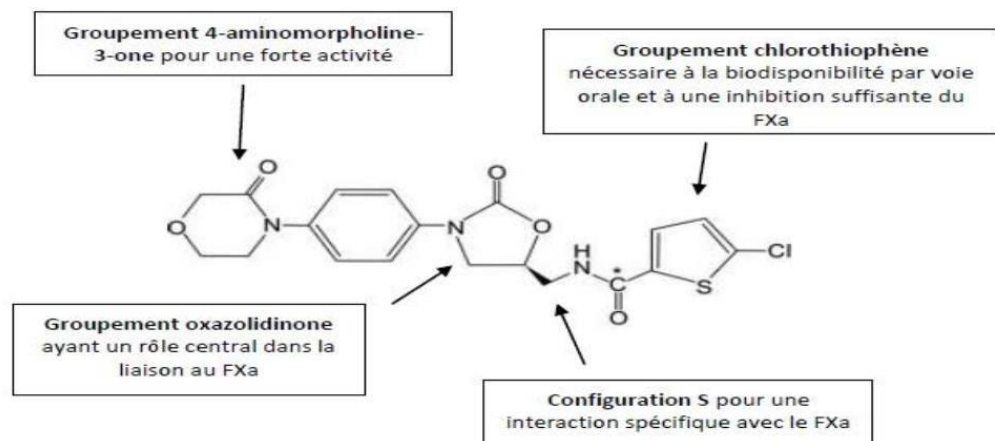 Groupement 4-aminomorpholine-
3-one pour une forte activité
Groupement chlorothiophène
nécessaire à la biodisponibilité par voie
orale et à une inhibition suffisante du
FXa
O
O
O
N
N
O
H
N
*
C
O
S
Cl
Groupement oxazolidinone
ayant un rôle central dans la
liaison au FXa
Configuration S pour une
interaction spécifique avec le FXa